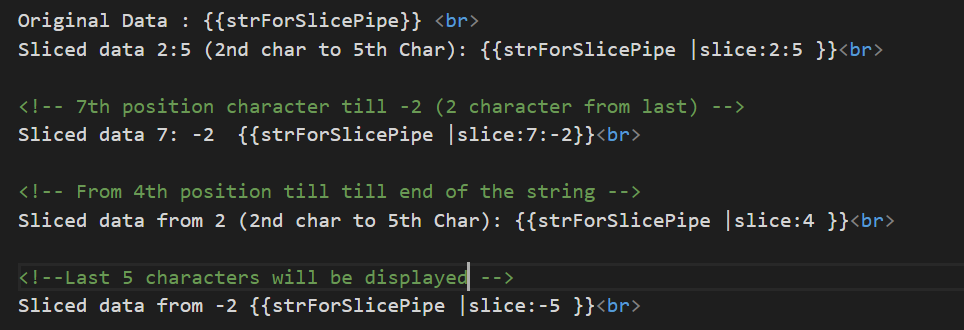 Original Data : {{strForSlicePipe}} <br>
Sliced data 2:5 (2nd char to 5th Char): {{strForSlicePipe |slice:2:5 }}<br>
<!-- 7th position character till -2 (2 character from last) -->
Sliced data 7: -2  {{strForSlicePipe |slice:7:-2}}<br>
<!-- From 4th position till till end of the string -->
Sliced data from 2 (2nd char to 5th Char): {{strForSlicePipe |slice:4 }}<br>
<!--Last 5 characters will be displayed -->
Sliced data from -2 {{strForSlicePipe |slice:-5 }}<br>